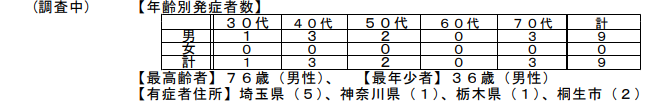 （調査中）　【年齢別発症者数】
３０代　４０代　５０代　６０代　７０代　計
男　1　3　2　0　3　9
女　0　0　0　0　0　0
計　1　3　2　0　3　9
【最高齢者】７６歳（男性）、　【最年少者】３６歳（男性）
【有症者住所】埼玉県（５）、神奈川県（１）、栃木県（１）、桐生市（２）